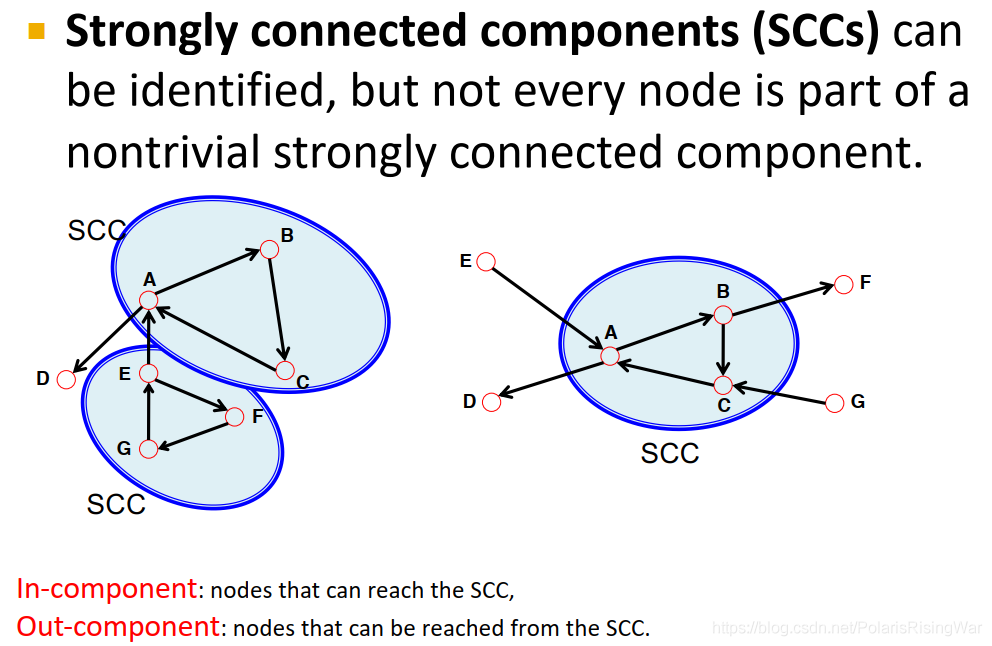 ■ Strongly connected components (SCCs) can
be identified, but not every node is part of a
nontrivial strongly connected component.
SCC
B
A
D
E
C
F
G
SCC
E
B
F
A
D
C
G
SCC
In-component: nodes that can reach the SCC,
Out-component: nodes that can be reached from the SCC.
https://blog.csdn.net/PolarisRisingWar